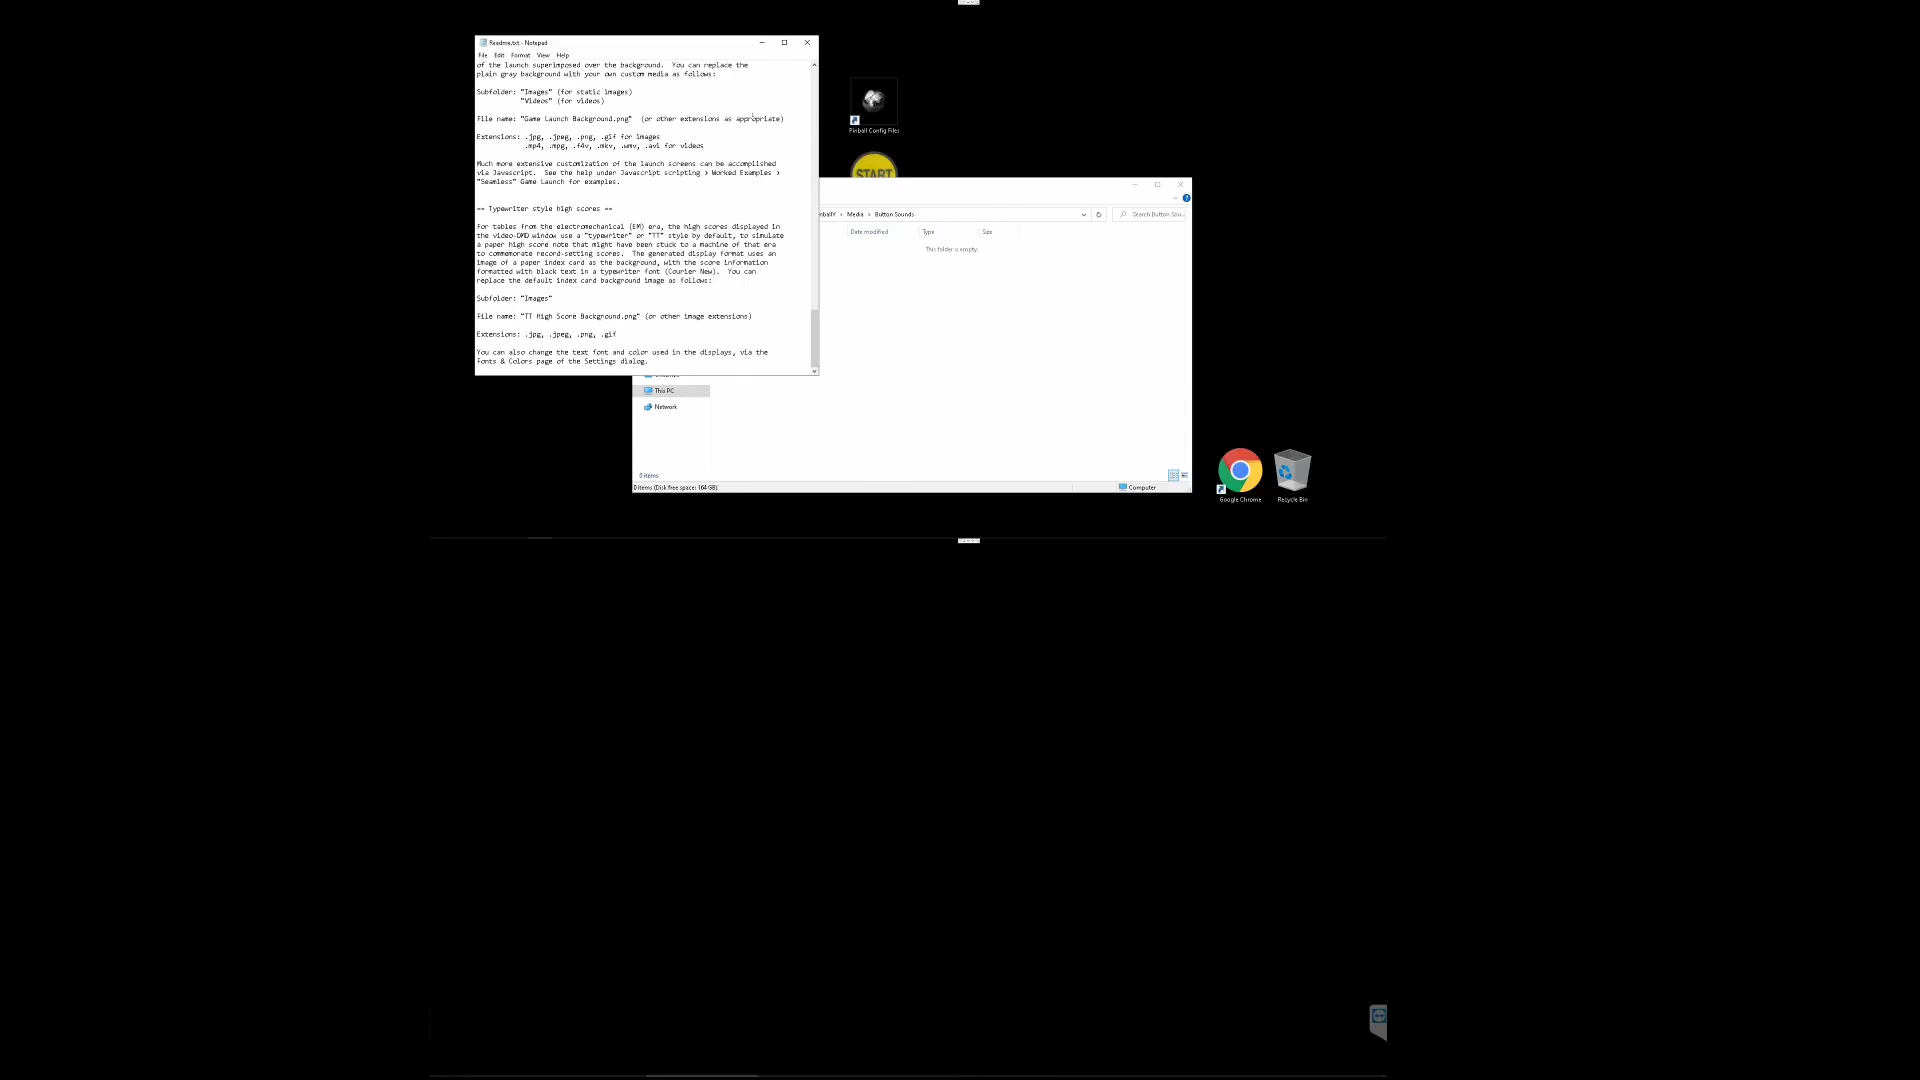 Readme.txt - Notepad
File Edit Format View Help
of the launch superimposed over the background. You can replace the
plain gray background with your own custom media as follows:
Subfolder: "Images" (for static images)
"Videos" (for videos)
File name: "Game Launch Background.png" (or other extensions as appropriate)
Extensions: .jpg, .jpeg, .png, .gif for images
.mp4, .mpg, .f4v, .mkv, .wmv, .avi for videos
Much more extensive customization of the launch screens can be accomplished
via Javascript. See the help under Javascript scripting > Worked Examples >
"Seamless" Game Launch for examples.
== Typewriter style high scores ==
For tables from the electromechanical (EM) era, the high scores displayed in
the video-DMD window use a "typewriter" or "TT" style by default, to simulate
a paper high score note that might have been stuck to a machine of that era
to commemorate record-setting scores. The generated display format uses an
image of a paper index card as the background, with the score information
formatted with black text in a typewriter font (Courier New). You can
replace the default index card background image as follows:
Subfolder: "Images"
File name: "TT High Score Background.png" (or other image extensions)
Extensions: .jpg, .jpeg, .png, .gif
You can also change the text font and color used in the displays, via the
Fonts & Colors page of the Settings dialog.
Pinball Config Files
START
Media > Button Sounds
Search Button Sou...
Date modified Type Size
This folder is empty.
This PC
Network
0 items
0 items (Disk free space: 164 GB)
Computer
Google Chrome
Recycle Bin